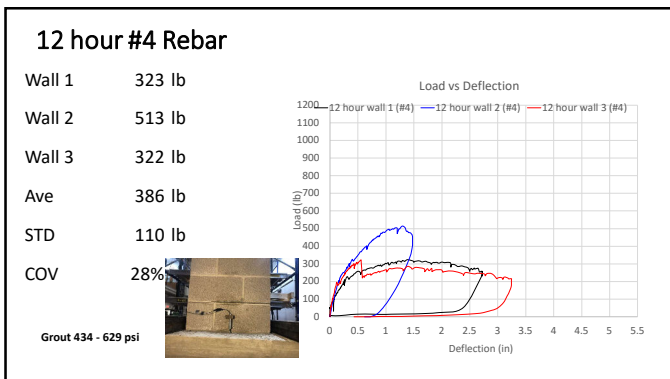 12 hour #4 Rebar
Wall 1 323 lb
Wall 2 513 lb
Wall 3 322 lb
Ave 386 lb
STD 110 lb
COV 28%
Grout 434 - 629 psi
Load vs Deflection
12 hour wall 1 (#4) 12 hour wall 2 (#4) 12 hour wall 3 (#4)
Load (lb)
1200
1100
1000
900
800
700
600
500
400
300
200
100
0
0 0.5 1 1.5 2 2.5 3 3.5 4 4.5 5 5.5
Deflection (in)